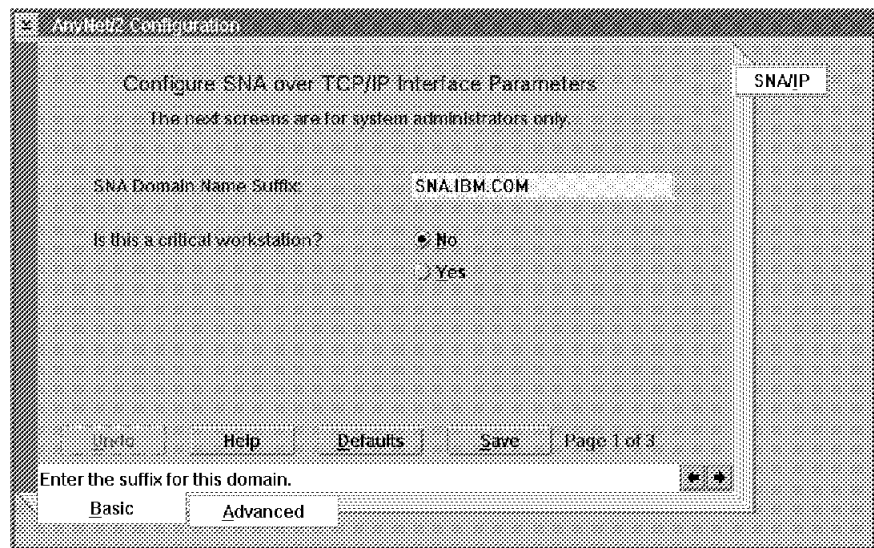 AnyNet/2 Configuration
Configure SNA over TCP/IP Interface Parameters
SNA/IP
The next screens are for system administrators only.
SNA Domain Name Suffix:
SNA.IBM.COM
Is this a critical workstation?
No
Yes
Undo
Help
Defaults
Save
Page 1 of 3
Enter the suffix for this domain.
Basic
Advanced